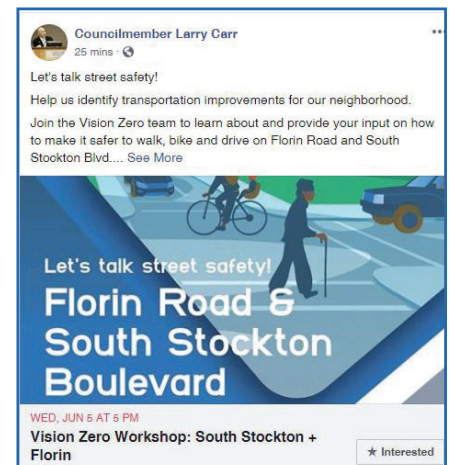 Councilmember Larry Carr
25 mins ·
Let's talk street safety!
Help us identify transportation improvements for our neighborhood.
Join the Vision Zero team to learn about and provide your input on how
to make it safer to walk, bike and drive on Florin Road and South
Stockton Blvd.... See More
Let's talk street safety!
Florin Road &
South Stockton
Boulevard
WED, JUN 5 AT 5 PM
Vision Zero Workshop: South Stockton +
Florin
★ Interested